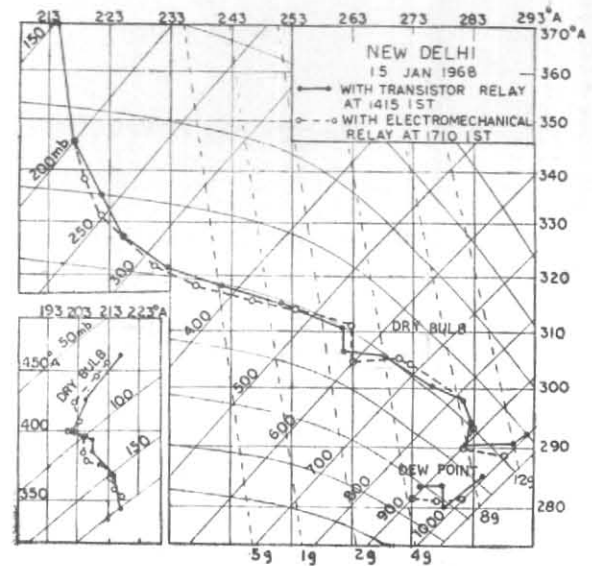 213 223 233 243 253 263 273 283 293 °A
370°A
360
350
340
330
320
310
300
290
280
NEW DELHI
15 JAN 1968
WITH TRANSISTOR RELAY
AT 1415 IST
WITH ELECTROMECHANICAL
RELAY AT 1710 IST
150
200mb
250
300
400
500
600
700
800
900
1000
DRY BULB
DEW POINT
12g
8g
.5g 1g 2g 4g
193 203 213 223°A
50mb
450°A
DRY BULB
100
400
150
350